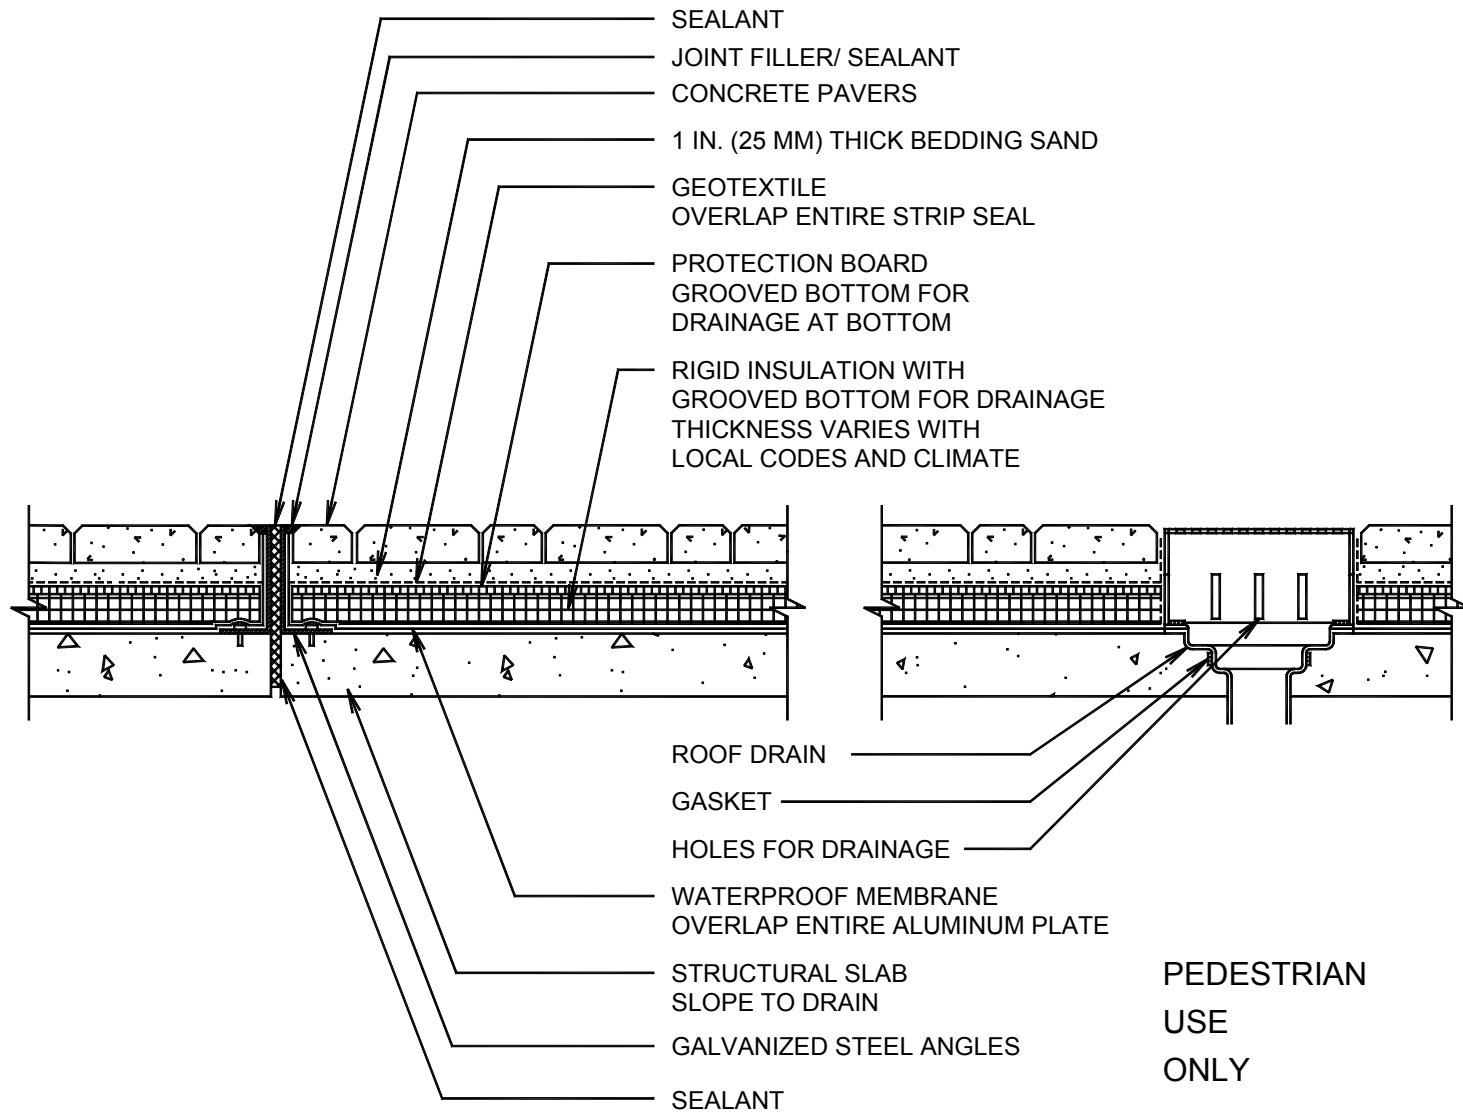 SEALANT
JOINT FILLER/ SEALANT
CONCRETE PAVERS
1 IN. (25 MM) THICK BEDDING SAND
GEOTEXTILE
OVERLAP ENTIRE STRIP SEAL
PROTECTION BOARD
GROOVED BOTTOM FOR
DRAINAGE AT BOTTOM
RIGID INSULATION WITH
GROOVED BOTTOM FOR DRAINAGE
THICKNESS VARIES WITH
LOCAL CODES AND CLIMATE
ROOF DRAIN
GASKET
HOLES FOR DRAINAGE
WATERPROOF MEMBRANE
OVERLAP ENTIRE ALUMINUM PLATE
STRUCTURAL SLAB
SLOPE TO DRAIN
GALVANIZED STEEL ANGLES
SEALANT
PEDESTRIAN
USE
ONLY